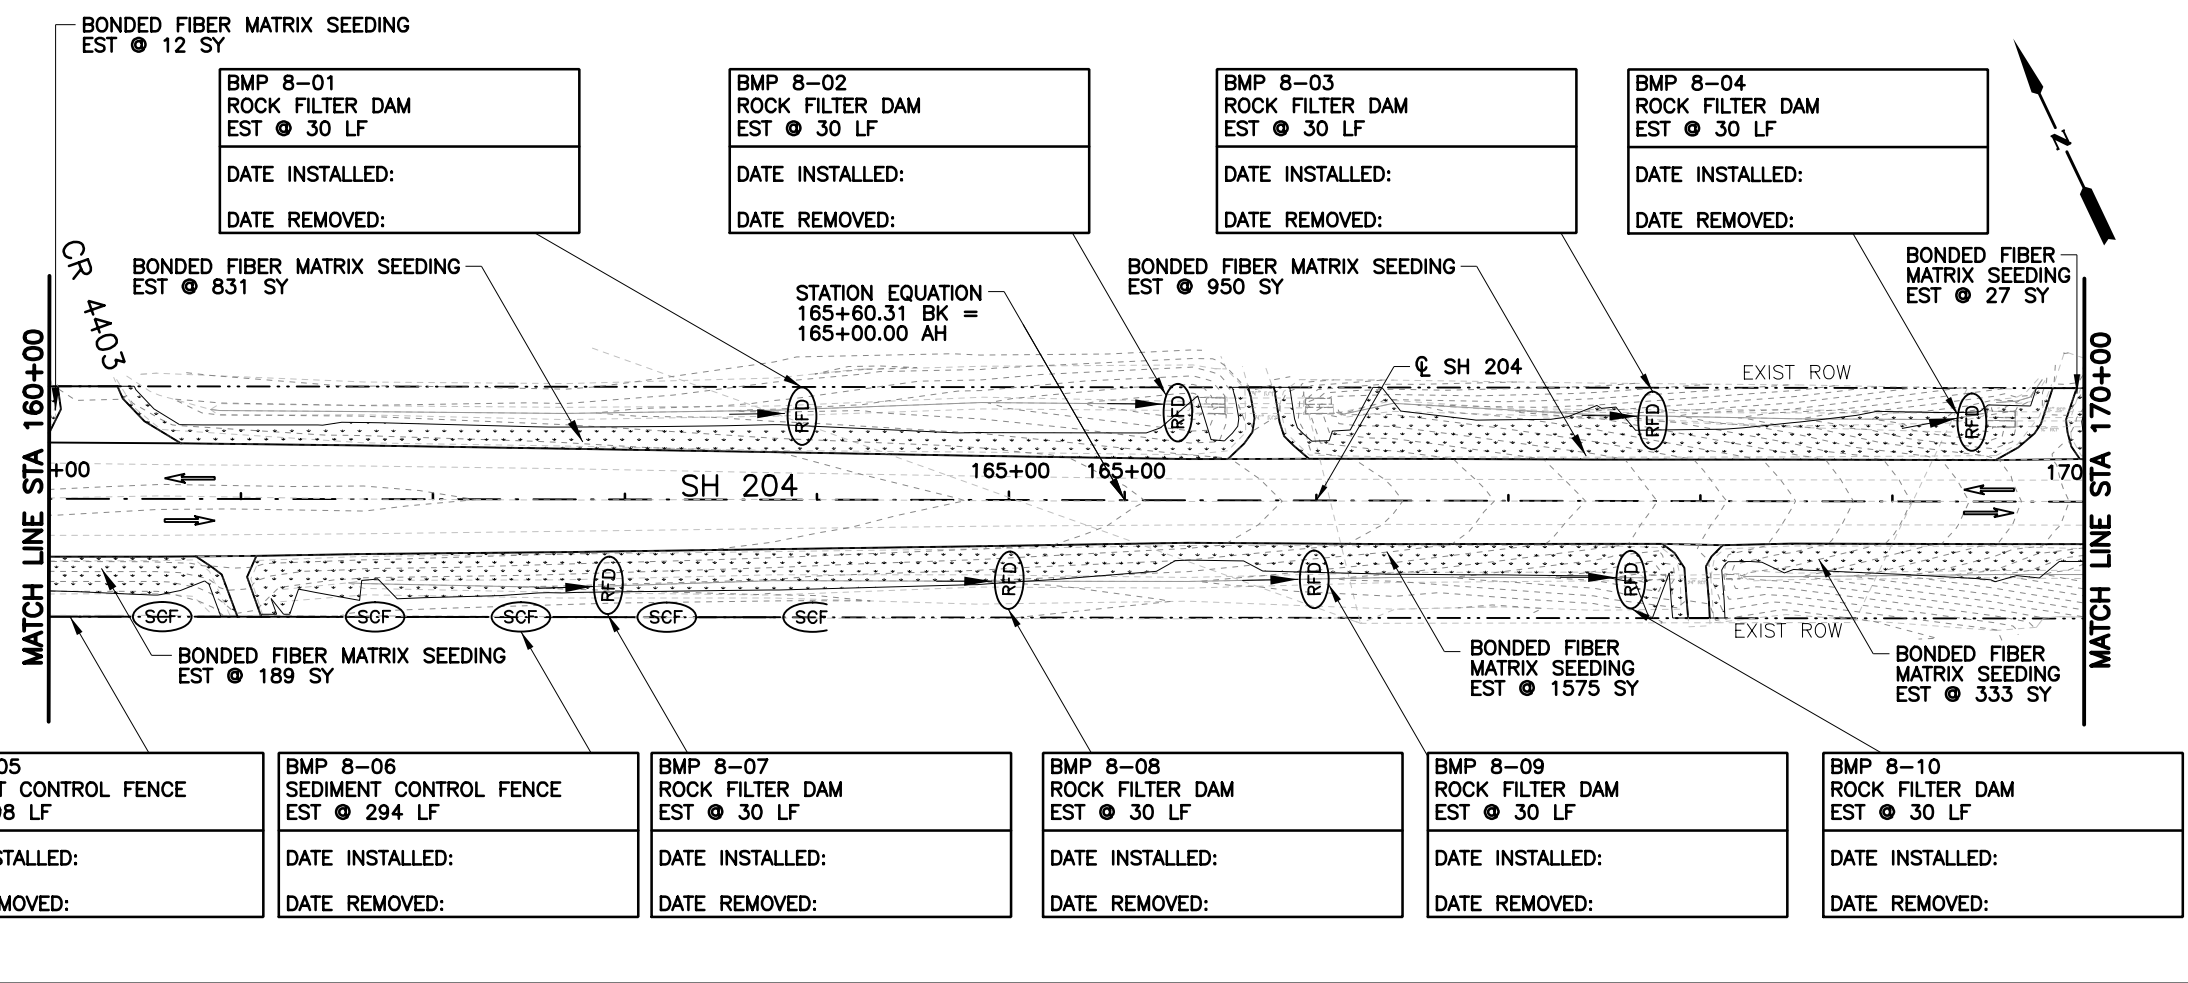 BONDED FIBER MATRIX SEEDING
EST @ 12 SY
BMP 8-01
ROCK FILTER DAM
EST @ 30 LF
DATE INSTALLED:
DATE REMOVED:
BMP 8-02
ROCK FILTER DAM
EST @ 30 LF
DATE INSTALLED:
DATE REMOVED:
BMP 8-03
ROCK FILTER DAM
EST @ 30 LF
DATE INSTALLED:
DATE REMOVED:
BMP 8-04
ROCK FILTER DAM
EST @ 30 LF
DATE INSTALLED:
DATE REMOVED:
N
CR 4403
BONDED FIBER MATRIX SEEDING
EST @ 831 SY
STATION EQUATION
165+60.31 BK =
165+00.00 AH
BONDED FIBER MATRIX SEEDING
EST @ 950 SY
BONDED FIBER
MATRIX SEEDING
EST @ 27 SY
℄ SH 204
EXIST ROW
MATCH LINE STA 160+00
RFD
RFD
RFD
RFD
MATCH LINE STA 170+00
+00
SH 204
165+00
165+00
170
RFD
RFD
RFD
RFD
SCF
SCF
SCF
SCF
SCF
EXIST ROW
BONDED FIBER MATRIX SEEDING
EST @ 189 SY
BONDED FIBER
MATRIX SEEDING
EST @ 1575 SY
BONDED FIBER
MATRIX SEEDING
EST @ 333 SY
05
T CONTROL FENCE
98 LF
STALLED:
MOVED:
BMP 8-06
SEDIMENT CONTROL FENCE
EST @ 294 LF
DATE INSTALLED:
DATE REMOVED:
BMP 8-07
ROCK FILTER DAM
EST @ 30 LF
DATE INSTALLED:
DATE REMOVED:
BMP 8-08
ROCK FILTER DAM
EST @ 30 LF
DATE INSTALLED:
DATE REMOVED:
BMP 8-09
ROCK FILTER DAM
EST @ 30 LF
DATE INSTALLED:
DATE REMOVED:
BMP 8-10
ROCK FILTER DAM
EST @ 30 LF
DATE INSTALLED:
DATE REMOVED: